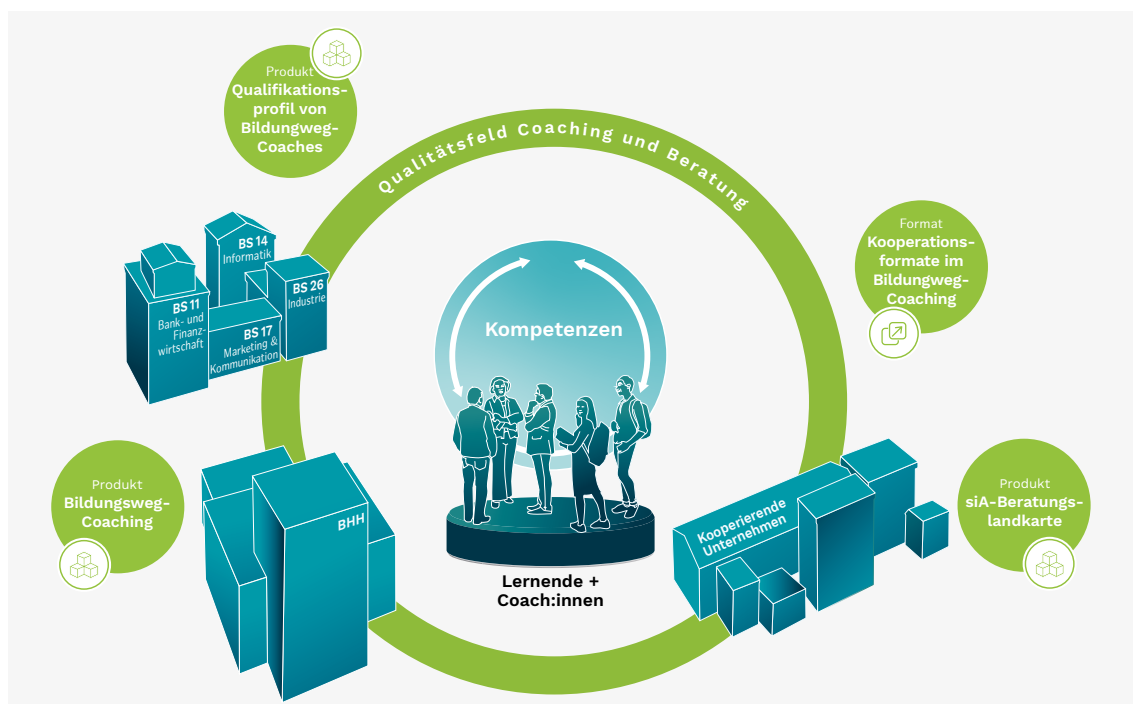 Produkt
Qualifikations-
profil von
Bildungweg-
Coaches
Qualitätsfeld Coaching und Beratung
Format
Kooperations-
formate im
Bildungweg-
Coaching
BS 14
Informatik
BS 26
Industrie
BS 11
Bank- und
Finanz-
wirtschaft
BS 17
Marketing &
Kommunikation
Kompetenzen
Produkt
Bildungsweg-
Coaching
BHH
Kooperierende
Unternehmen
Produkt
siA-Beratungs-
landkarte
Lernende +
Coach:innen